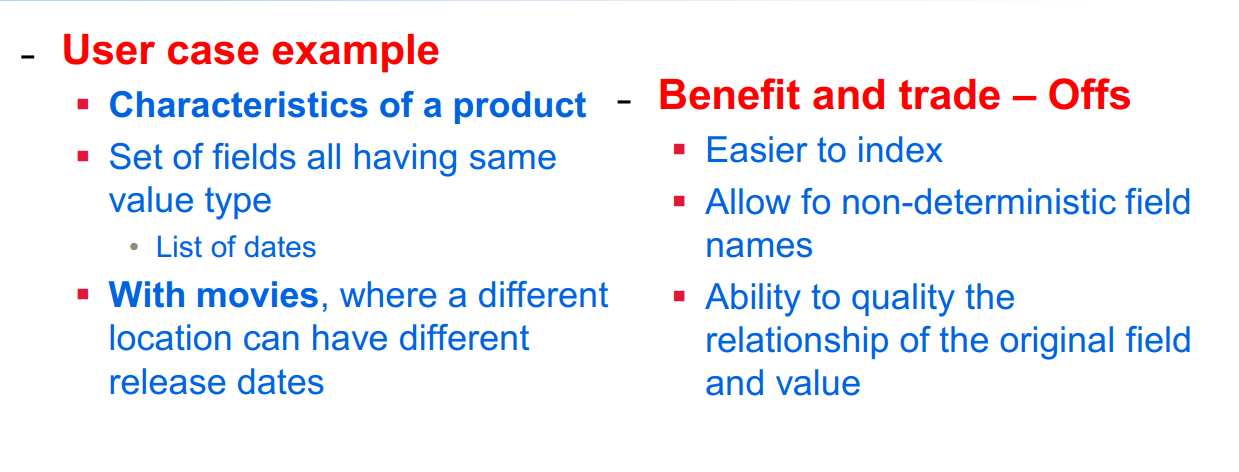 - User case example
▪ Characteristics of a product
▪ Set of fields all having same
value type
• List of dates
▪ With movies, where a different
location can have different
release dates
- Benefit and trade – Offs
▪ Easier to index
▪ Allow fo non-deterministic field
names
▪ Ability to quality the
relationship of the original field
and value